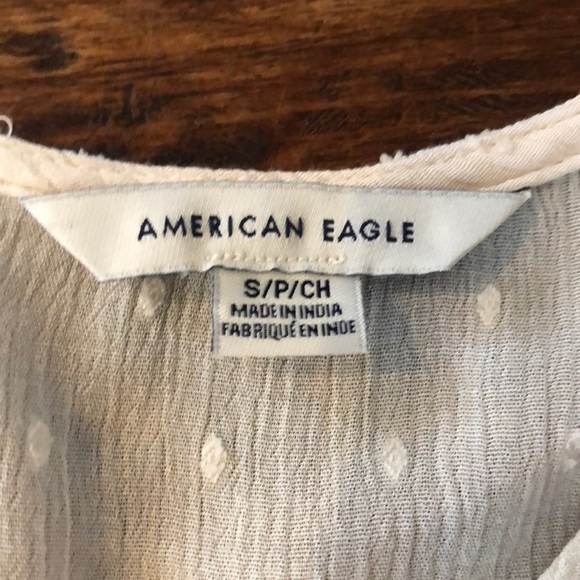 AMERICAN EAGLE
S/P/CH
MADE IN INDIA
FABRIQUÉ EN INDE